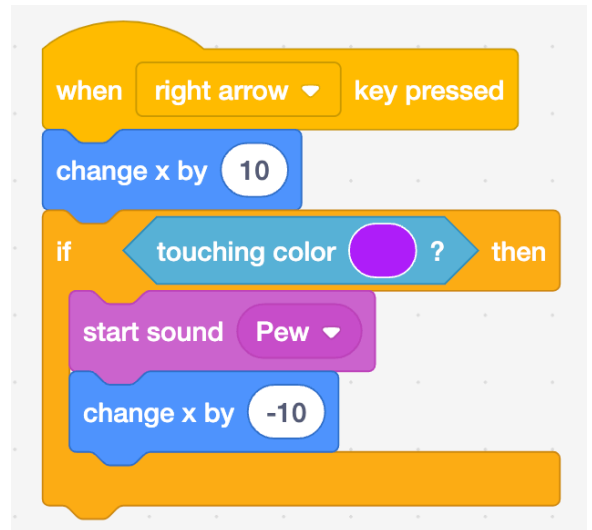 when right arrow key pressed
change x by 10
if touching color ? then
start sound Pew
change x by -10